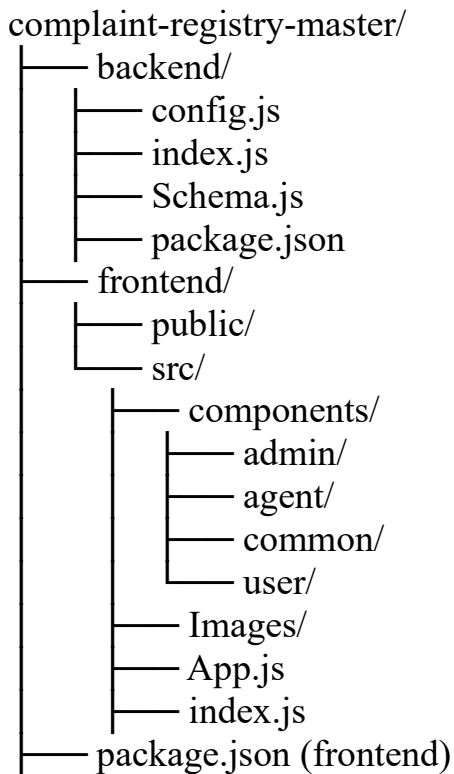 complaint-registry-master/
backend/
config.js
index.js
Schema.js
package.json
frontend/
public/
src/
components/
admin/
agent/
common/
user/
Images/
App.js
index.js
package.json (frontend)